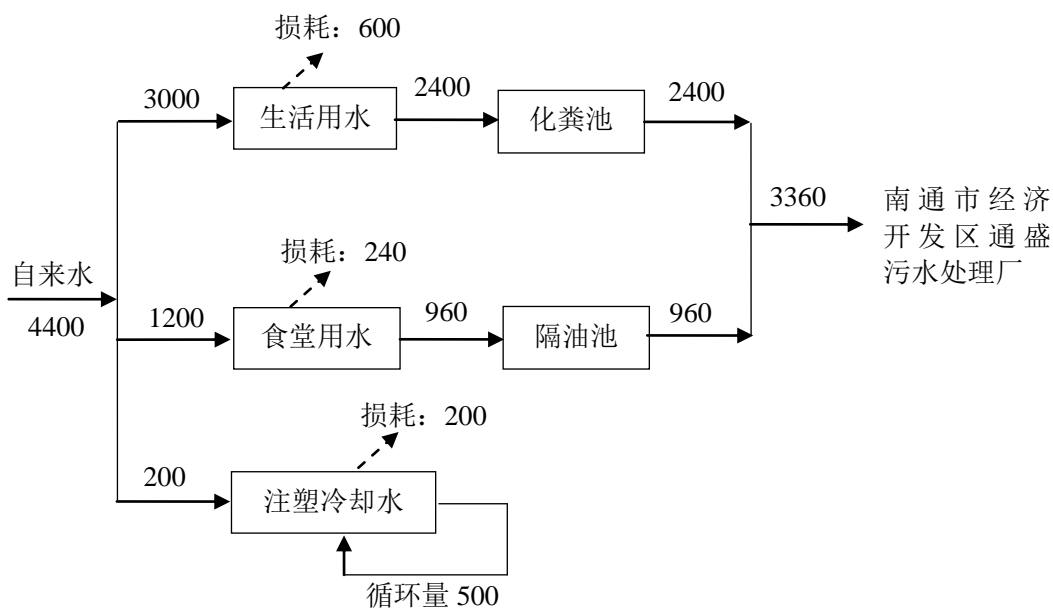 损耗：600
3000
生活用水
2400
化粪池
2400
3360
南通市经济
开发区通盛
污水处理厂
自来水
4400
损耗：240
1200
食堂用水
960
隔油池
960
损耗：200
200
注塑冷却水
循环量 500